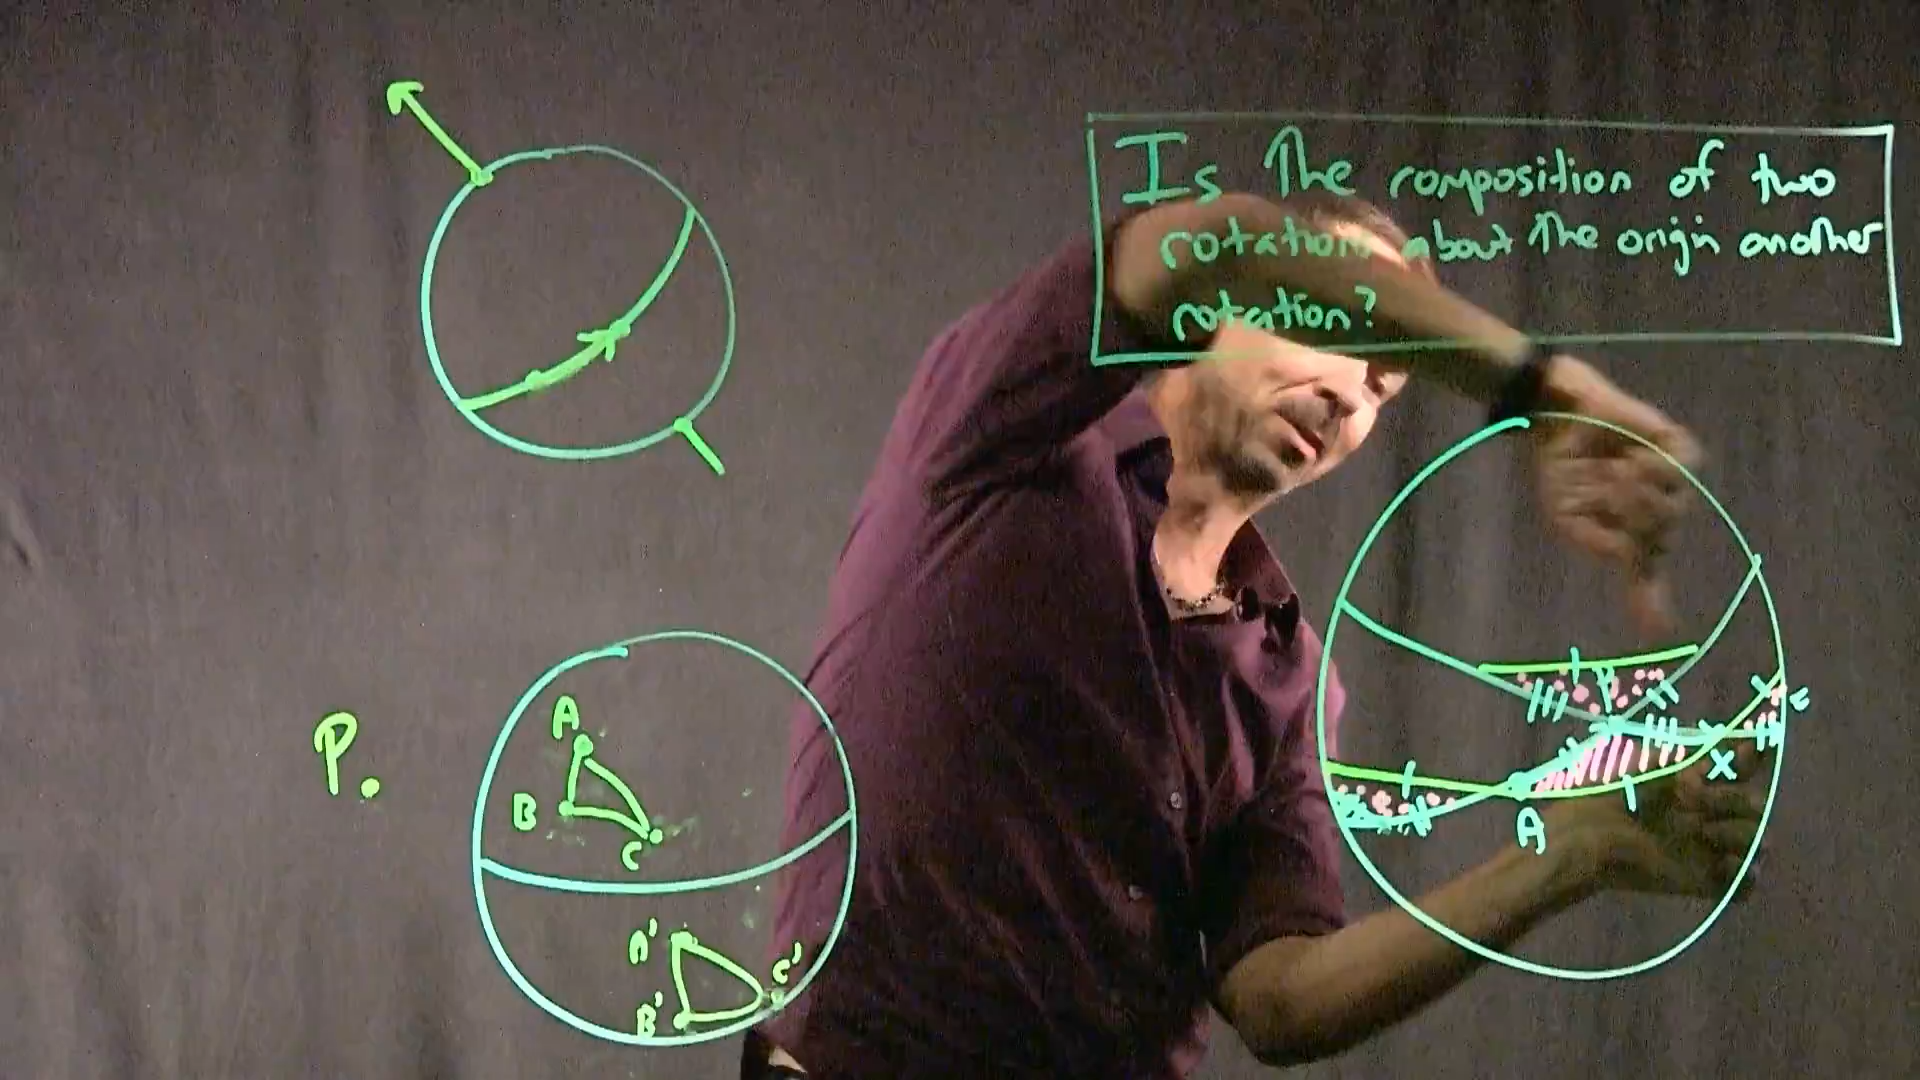 Is The composition of two
rotations about The origin another
rotation?
P.
A
B
C
A'
B'
C'
B
A